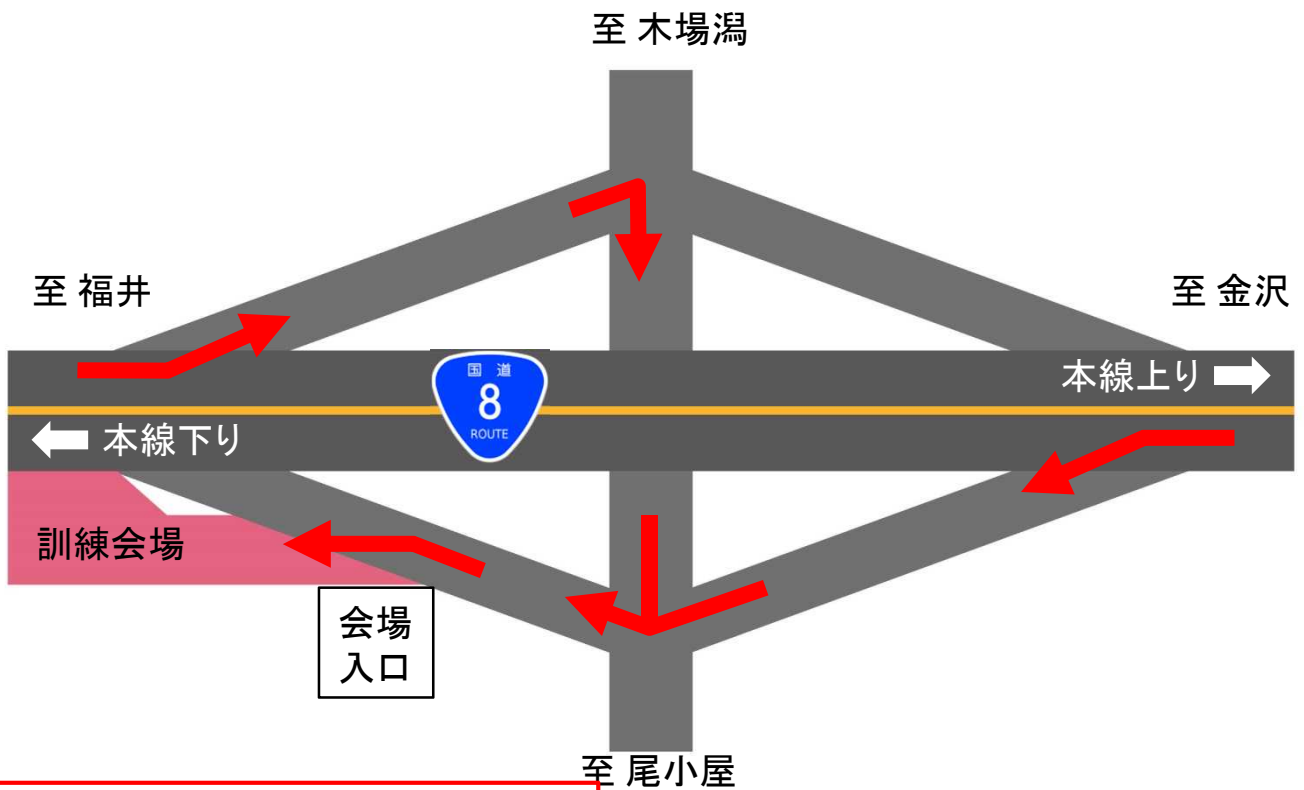 至 木場潟
至 福井
至 金沢
国道
8
ROUTE
本線上り
本線下り
訓練会場
会場
入口
至 尾小屋